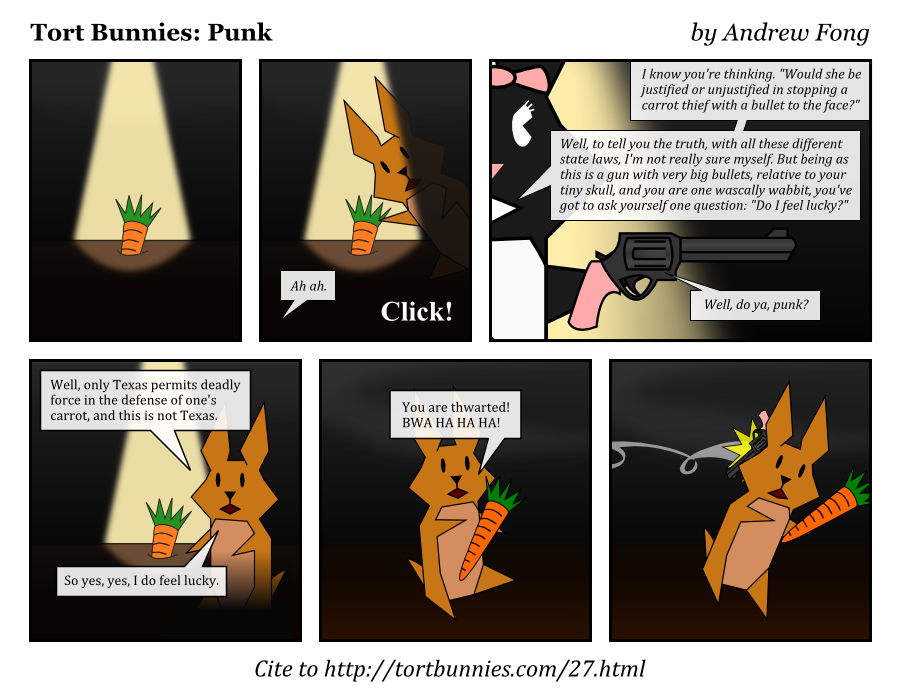 Tort Bunnies: Punk
by Andrew Fong
Ah ah.
Click!
I know you're thinking. "Would she be
justified or unjustified in stopping a
carrot thief with a bullet to the face?"
Well, to tell you the truth, with all these different
state laws, I'm not really sure myself. But being as
this is a gun with very big bullets, relative to your
tiny skull, and you are one wascally wabbit, you've
got to ask yourself one question: "Do I feel lucky?"
Well, do ya, punk?
Well, only Texas permits deadly
force in the defense of one's
carrot, and this is not Texas.
So yes, yes, I do feel lucky.
You are thwarted!
BWA HA HA HA!
Cite to http://tortbunnies.com/27.html